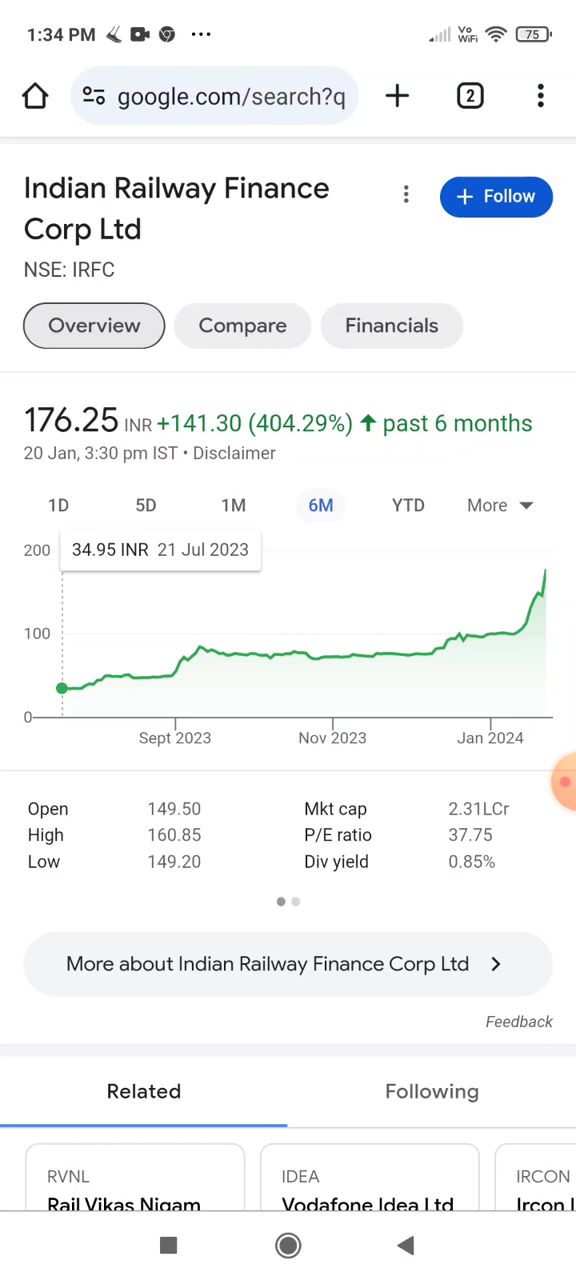 1:34 PM ... Vo WiFi 75
google.com/search?q 2
Indian Railway Finance
Corp Ltd
+ Follow
NSE: IRFC
Overview Compare Financials
176.25 INR +141.30 (404.29%) ↑ past 6 months
20 Jan, 3:30 pm IST • Disclaimer
1D 5D 1M 6M YTD More
200 34.95 INR 21 Jul 2023
100
0
Sept 2023 Nov 2023 Jan 2024
Open 149.50 Mkt cap 2.31LCr
High 160.85 P/E ratio 37.75
Low 149.20 Div yield 0.85%
More about Indian Railway Finance Corp Ltd
Feedback
Related Following
RVNL IDEA IRCON
Rail Vikas Nigam Vodafone Idea Ltd Ircon I